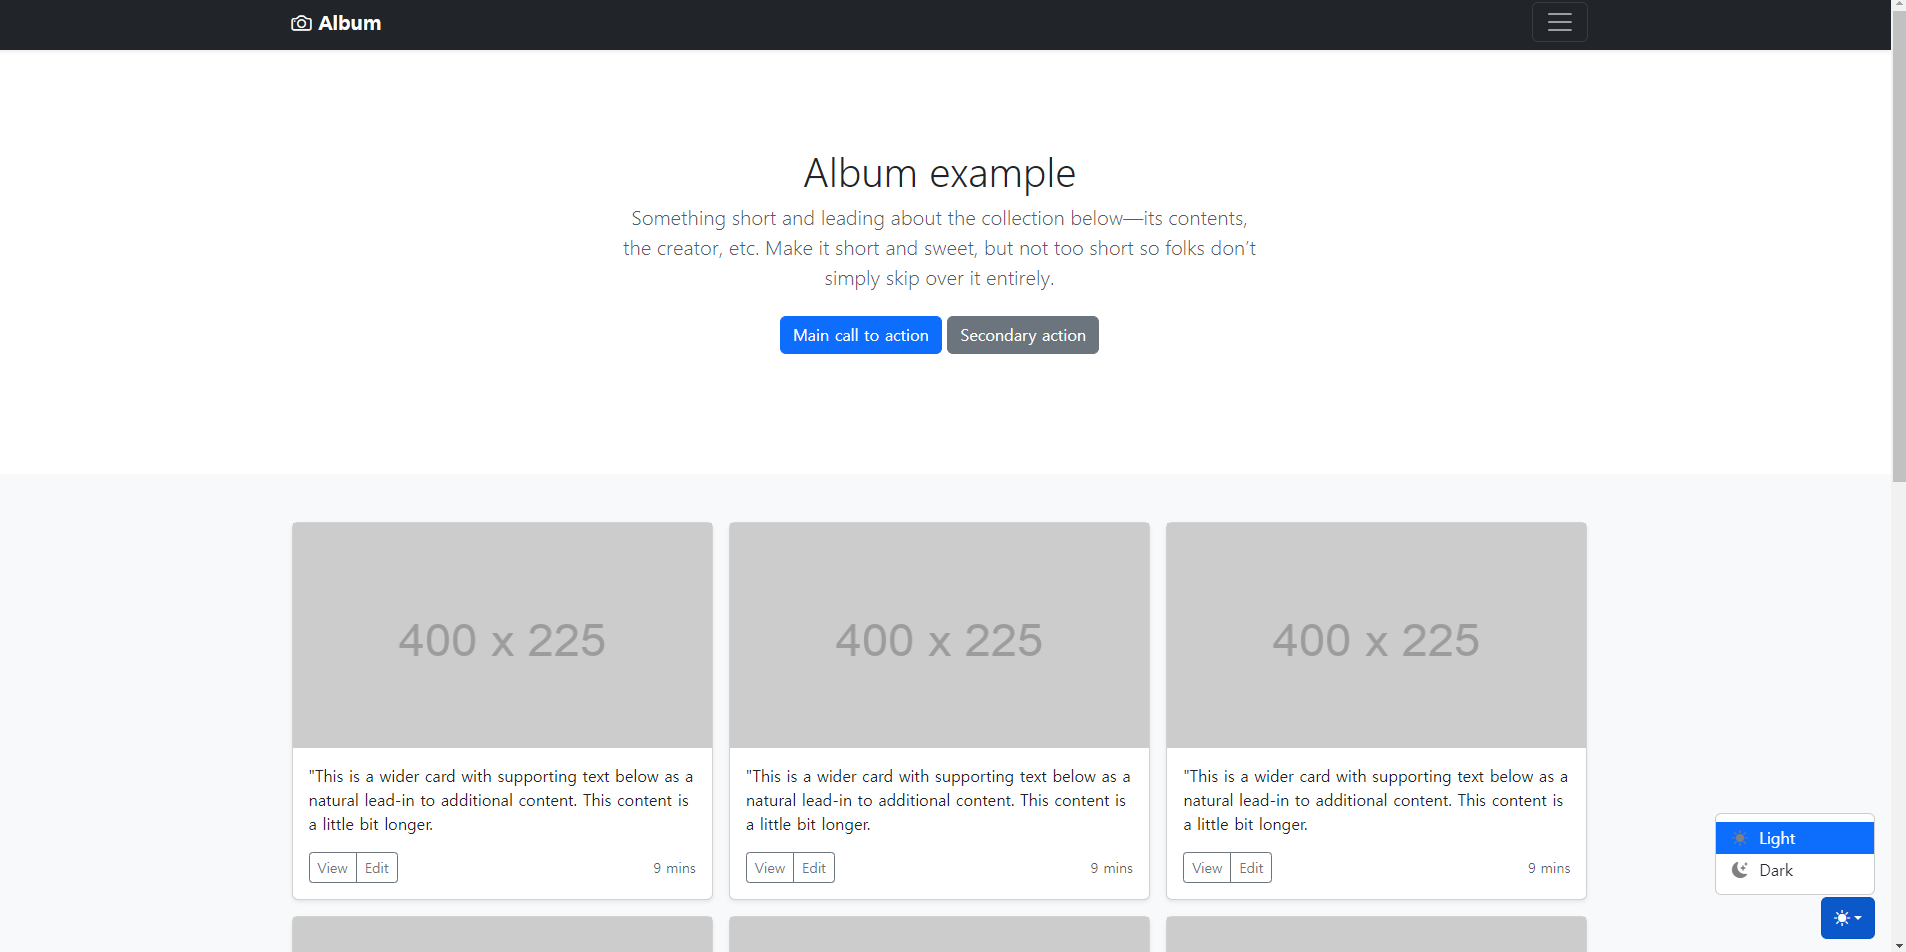 Album
Album example
Something short and leading about the collection below—its contents,
the creator, etc. Make it short and sweet, but not too short so folks don’t
simply skip over it entirely.
Main call to action
Secondary action
400 x 225
400 x 225
400 x 225
"This is a wider card with supporting text below as a
natural lead-in to additional content. This content is
a little bit longer.
View
Edit
9 mins
"This is a wider card with supporting text below as a
natural lead-in to additional content. This content is
a little bit longer.
View
Edit
9 mins
"This is a wider card with supporting text below as a
natural lead-in to additional content. This content is
a little bit longer.
View
Edit
9 mins
Light
Dark